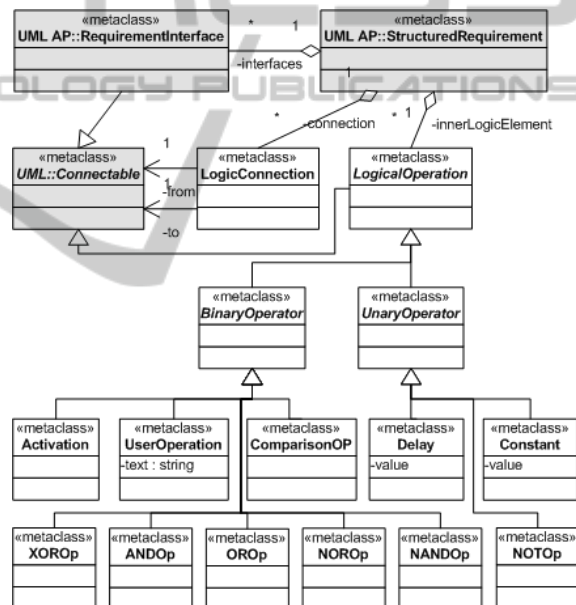 «metaclass»
UML AP::RequirementInterface
* 1
«metaclass»
UML AP::StructuredRequirement
-interfaces
OLOGY PUBLICATIONS
1
*
-connection
* 1
-innerLogicElement
«metaclass»
UML::Connectable
1
1
-from
-to
«metaclass»
LogicConnection
«metaclass»
LogicalOperation
«metaclass»
BinaryOperator
«metaclass»
UnaryOperator
«metaclass»
Activation
«metaclass»
UserOperation
-text : string
«metaclass»
ComparisonOP
«metaclass»
Delay
-value
«metaclass»
Constant
-value
«metaclass»
XOROp
«metaclass»
ANDOp
«metaclass»
OROp
«metaclass»
NOROp
«metaclass»
NANDOp
«metaclass»
NOTOp